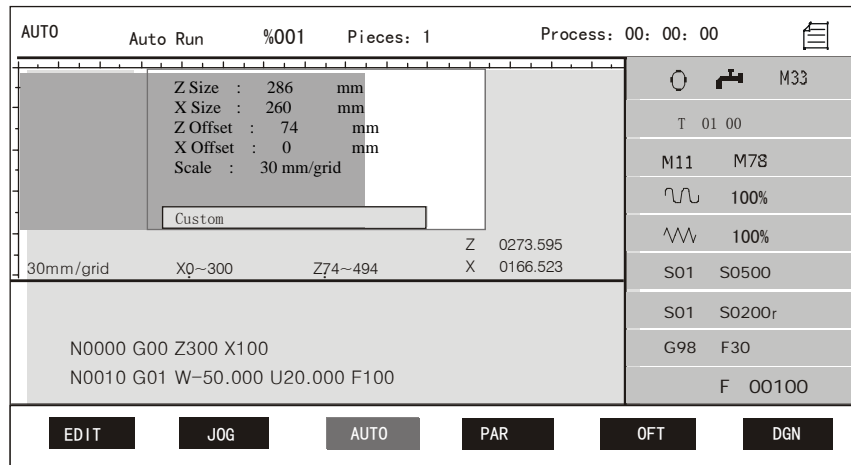 AUTO Auto Run %001 Pieces: 1 Process: 00: 00: 00
Z Size : 286 mm
X Size : 260 mm
Z Offset : 74 mm
X Offset : 0 mm
Scale : 30 mm/grid
Custom
Z 0273.595
30mm/grid X0~300 Z74~494 X 0166.523
N0000 G00 Z300 X100
N0010 G01 W-50.000 U20.000 F100
M33
T 01 00
M11 M78
100%
100%
S01 S0500
S01 S0200r
G98 F30
F 00100
EDIT JOG AUTO PAR OFT DGN